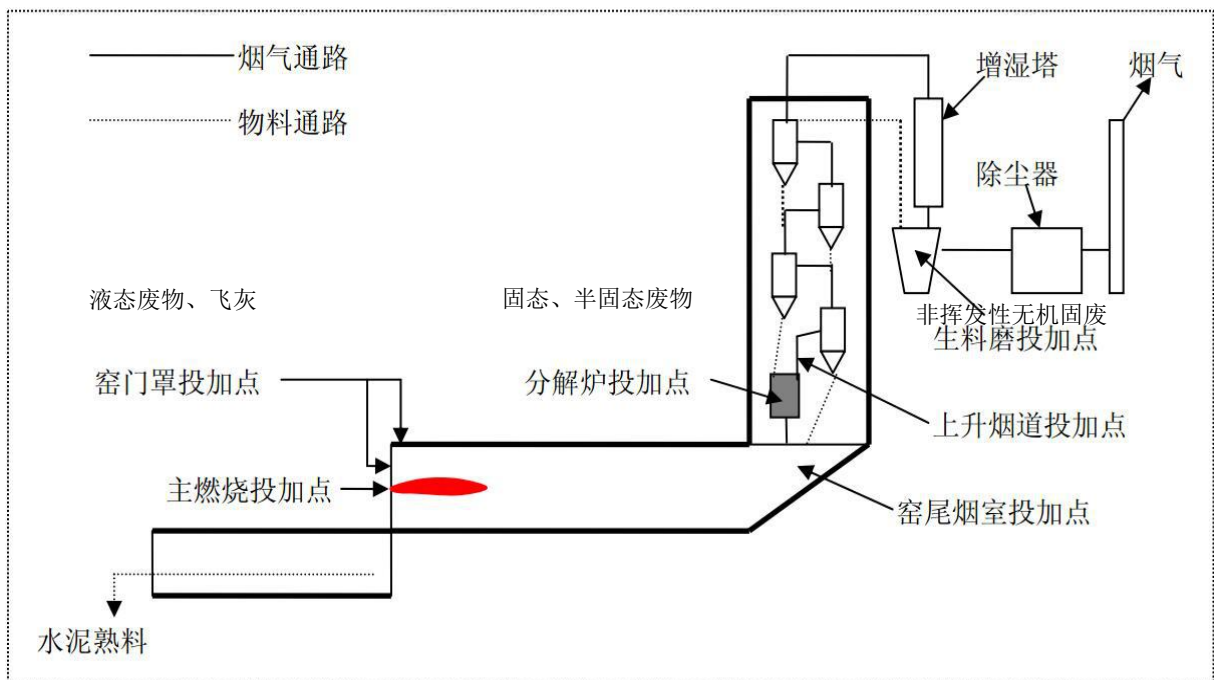 烟气通路
增湿塔
烟气
物料通路
除尘器
液态废物、飞灰
固态、半固态废物
非挥发性无机固废
生料磨投加点
窑门罩投加点
分解炉投加点
上升烟道投加点
主燃烧投加点
窑尾烟室投加点
水泥熟料